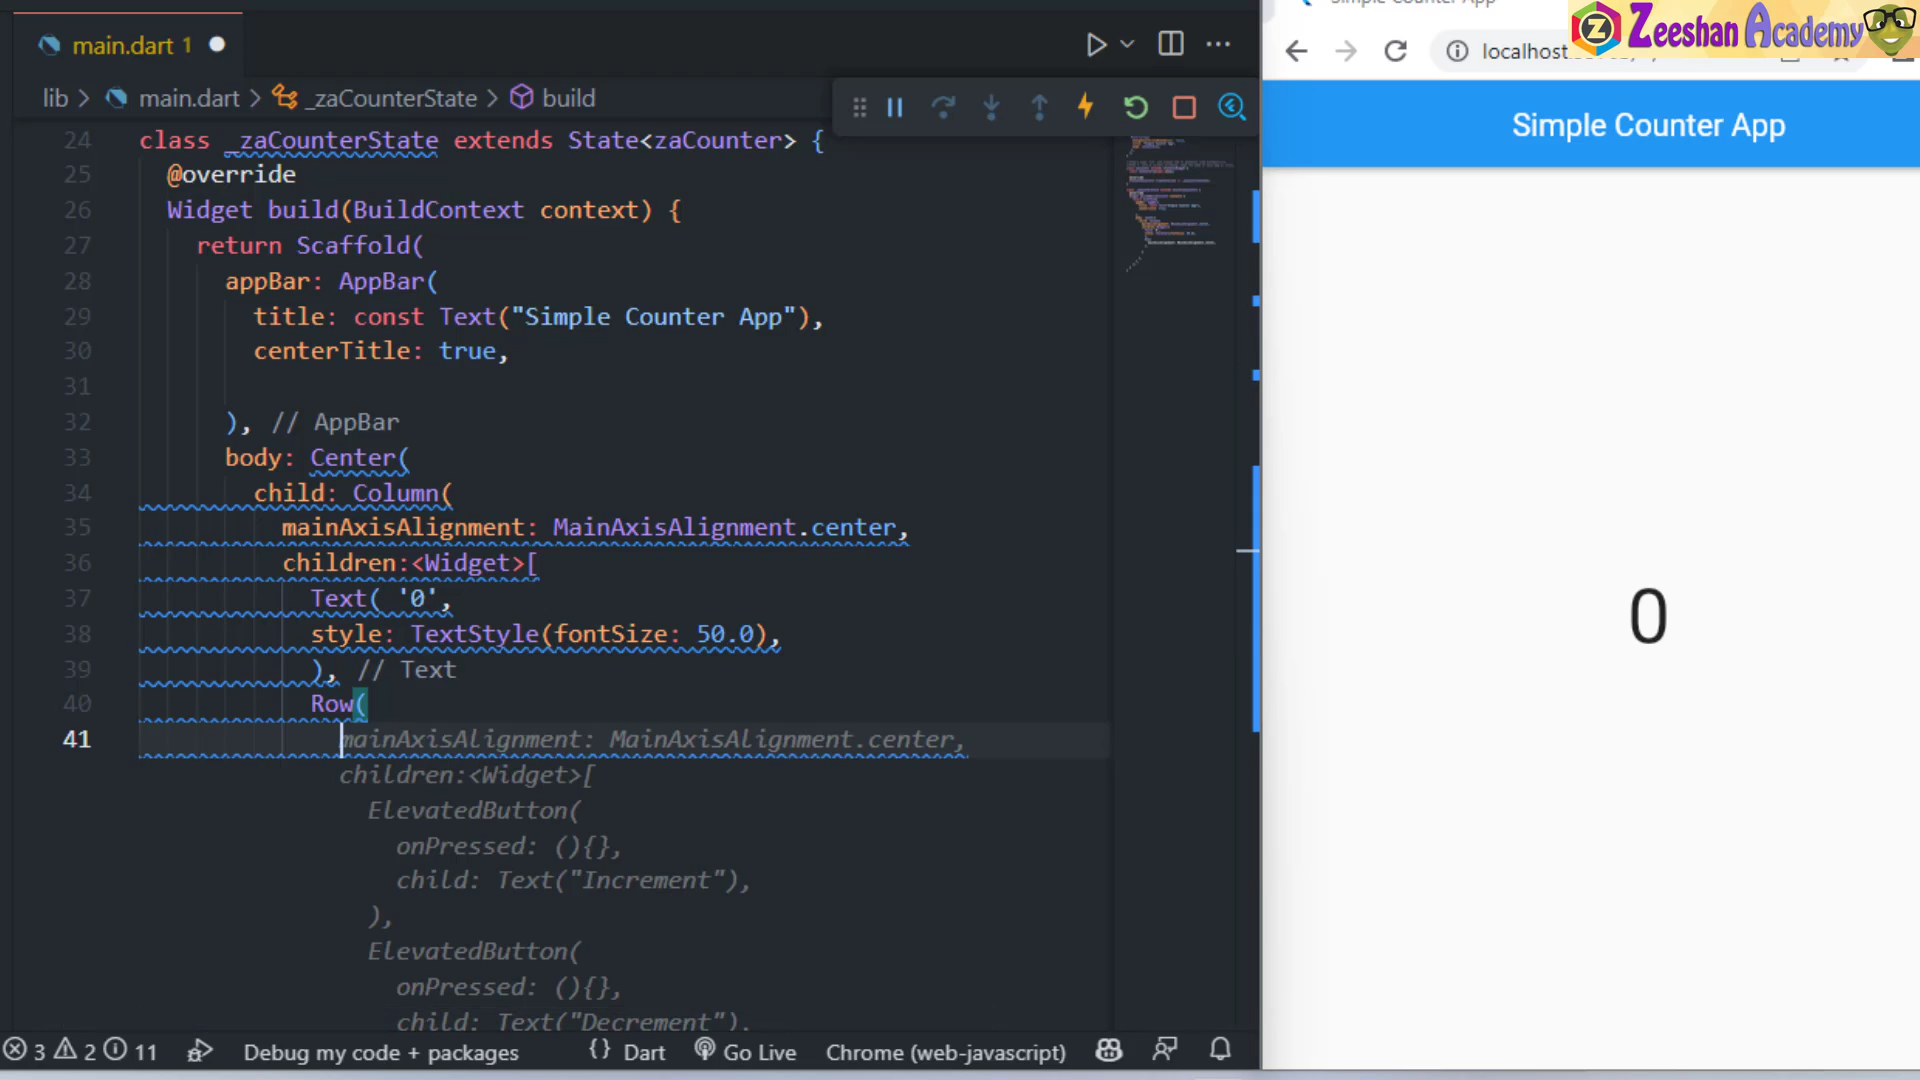 main.dart 1
lib > main.dart > _zaCounterState > build
24 class _zaCounterState extends State<zaCounter> {
25 @override
26 Widget build(BuildContext context) {
27 return Scaffold(
28 appBar: AppBar(
29 title: const Text("Simple Counter App"),
30 centerTitle: true,
31
32 ), // AppBar
33 body: Center(
34 child: Column(
35 mainAxisAlignment: MainAxisAlignment.center,
36 children:<Widget>[
37 Text( '0',
38 style: TextStyle(fontSize: 50.0),
39 ), // Text
40 Row(
41 mainAxisAlignment: MainAxisAlignment.center,
children:<Widget>[
ElevatedButton(
onPressed: (){},
child: Text("Increment"),
),
ElevatedButton(
onPressed: (){},
child: Text("Decrement"),
3 2 11 Debug my code + packages {} Dart Go Live Chrome (web-javascript)
Simple Counter App
Zeeshan Academy
localhost
Simple Counter App
0